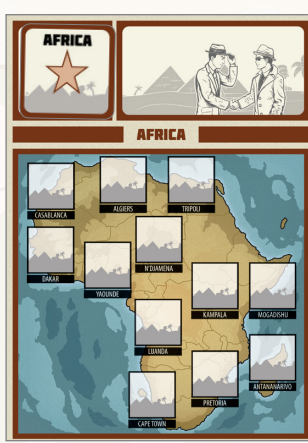 AFRICA
AFRICA
CASABLANCA
ALGIERS
TRIPOLI
DAKAR
YAOUNDE
N'DJAMENA
KAMPALA
MOGADISHU
LUANDA
PRETORIA
ANTANANARIVO
CAPE TOWN